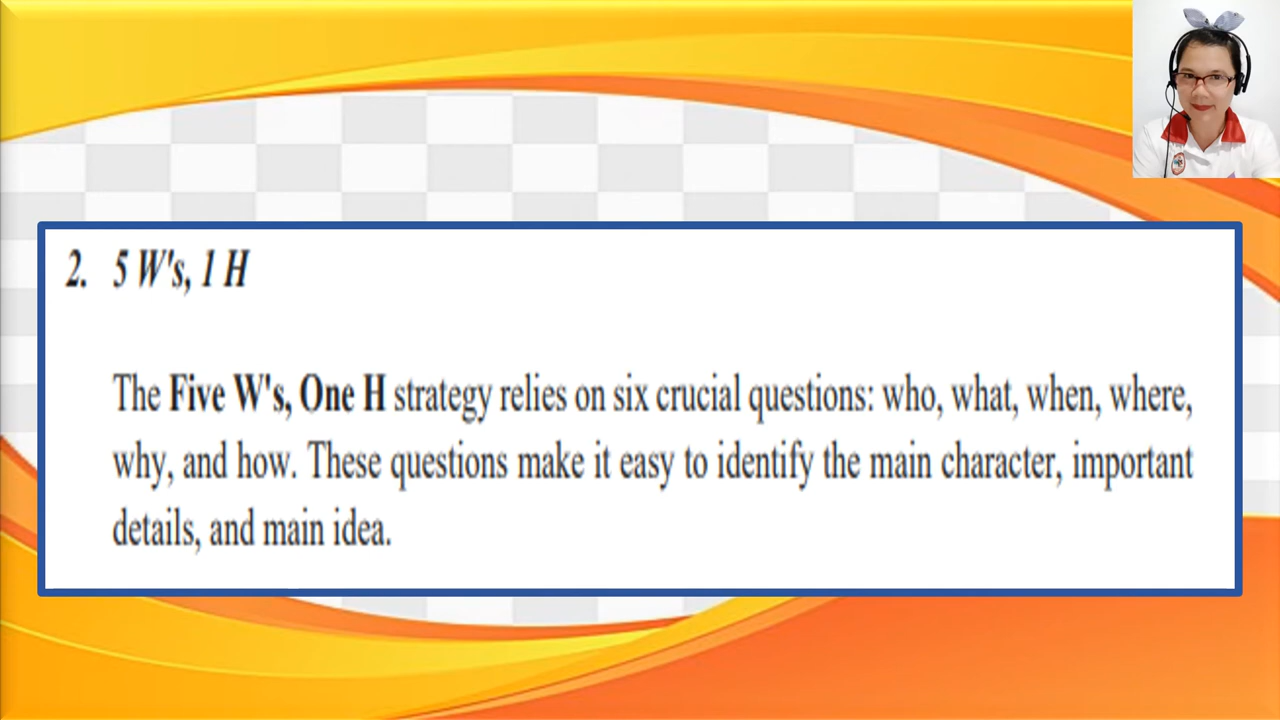 2. 5 W's, 1 H
The Five W's, One H strategy relies on six crucial questions: who, what, when, where,
why, and how. These questions make it easy to identify the main character, important
details, and main idea.